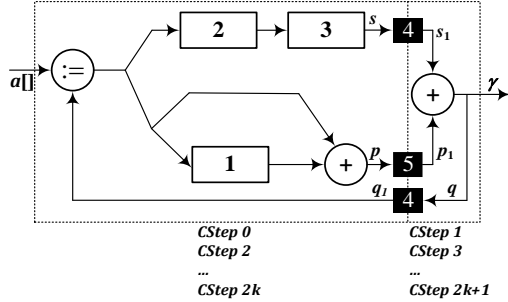 2 3 s 4 s1
a[] := + γ
1 + p 5 p1
q1 4 q
CStep 0 CStep 1
CStep 2 CStep 3
... ...
CStep 2k CStep 2k+1